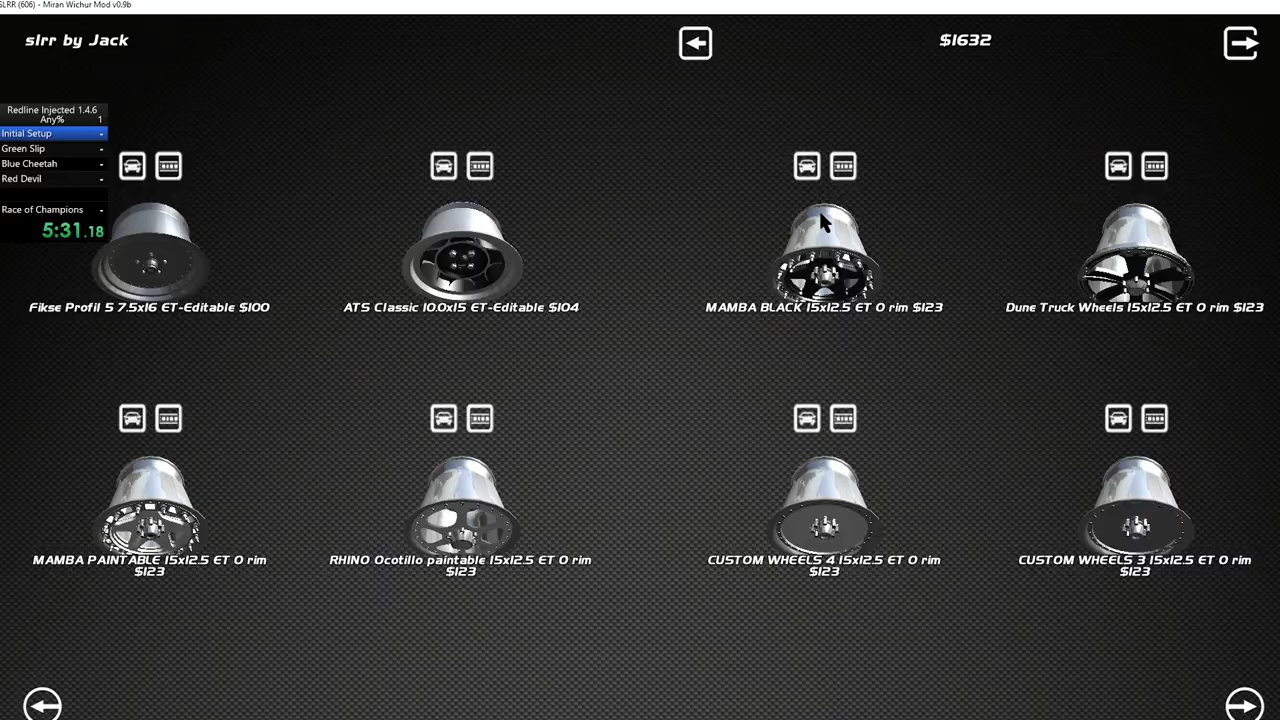 SLRR (606) - Miran Wichur Mod v0.9b
slrr by Jack
$1632
Redline Injected 1.4.6
Any% 1
Initial Setup -
Green Slip -
Blue Cheetah -
Red Devil -
Race of Champions -
5:31.18
Fikse Profil 5 7.5x16 ET-Editable $100
ATS Classic 10.0x15 ET-Editable $104
MAMBA BLACK 15x12.5 ET 0 rim $123
Dune Truck Wheels 15x12.5 ET 0 rim $123
MAMBA PAINTABLE 15x12.5 ET 0 rim
$123
RHINO Ocotillo paintable 15x12.5 ET 0 rim
$123
CUSTOM WHEELS 4 15x12.5 ET 0 rim
$123
CUSTOM WHEELS 3 15x12.5 ET 0 rim
$123